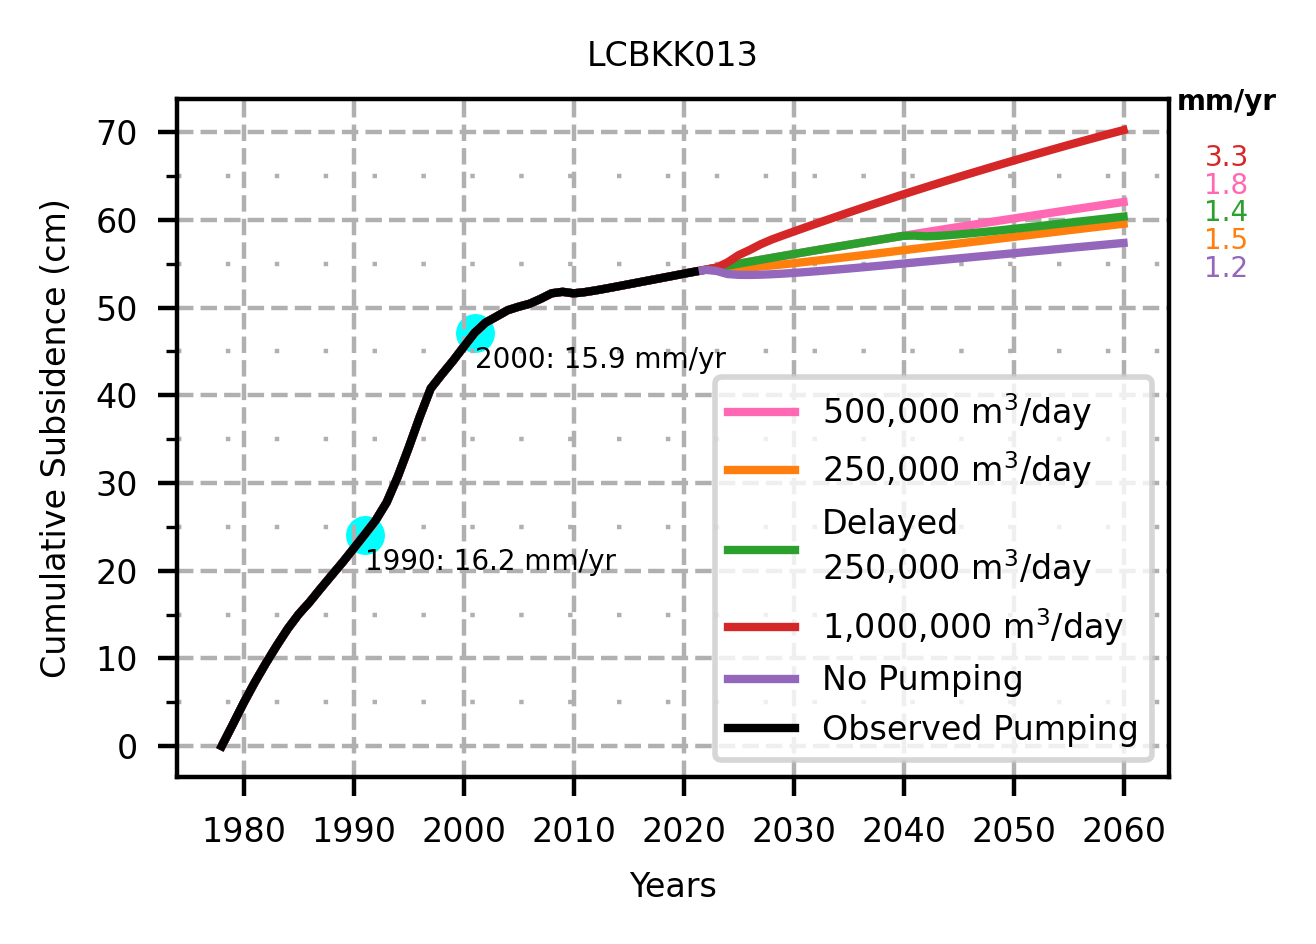 LCBKK013
mm/yr
70
3.3
1.8
60
1.4
1.5
1.2
50
2000: 15.9 mm/yr
40
30
20
10
0
Cumulative Subsidence (cm)
1990: 16.2 mm/yr
500,000 m³/day
250,000 m³/day
Delayed
250,000 m³/day
1,000,000 m³/day
No Pumping
Observed Pumping
1980 1990 2000 2010 2020 2030 2040 2050 2060
Years